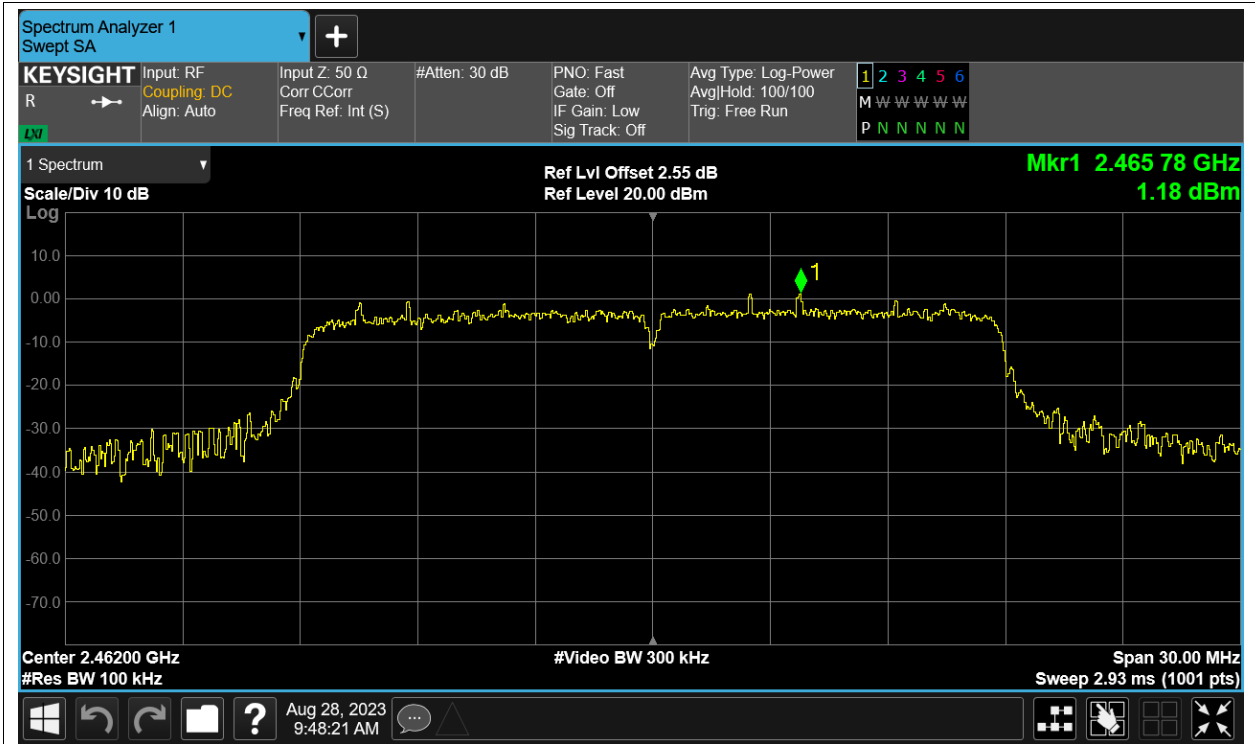 Spectrum Analyzer 1
Swept SA
KEYSIGHT
R
LXI
Input: RF
Coupling: DC
Align: Auto
Input Z: 50 Ω
Corr CCorr
Freq Ref: Int (S)
#Atten: 30 dB
PNO: Fast
Gate: Off
IF Gain: Low
Sig Track: Off
Avg Type: Log-Power
Avg|Hold: 100/100
Trig: Free Run
1 2 3 4 5 6
M W W W W W
P N N N N N
1 Spectrum
Scale/Div 10 dB
Log
Ref Lvl Offset 2.55 dB
Ref Level 20.00 dBm
Mkr1 2.465 78 GHz
1.18 dBm
1
10.0
0.00
-10.0
-20.0
-30.0
-40.0
-50.0
-60.0
-70.0
Center 2.46200 GHz
#Res BW 100 kHz
#Video BW 300 kHz
Span 30.00 MHz
Sweep 2.93 ms (1001 pts)
?
Aug 28, 2023
9:48:21 AM